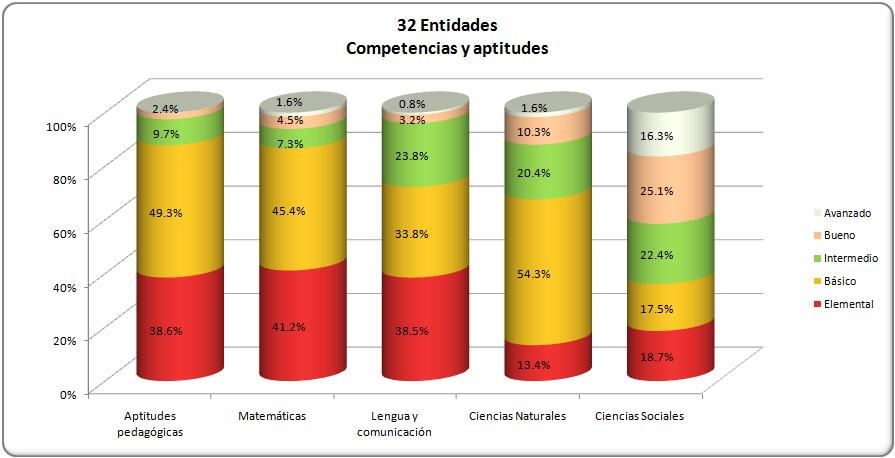 32 Entidades
Competencias y aptitudes
100%
80%
60%
40%
20%
0%
2.4%
9.7%
49.3%
38.6%
1.6%
4.5%
7.3%
45.4%
41.2%
0.8%
3.2%
23.8%
33.8%
38.5%
1.6%
10.3%
20.4%
54.3%
13.4%
16.3%
25.1%
22.4%
17.5%
18.7%
Aptitudes
pedagógicas
Matemáticas
Lengua y
comunicación
Ciencias Naturales
Ciencias Sociales
Avanzado
Bueno
Intermedio
Básico
Elemental